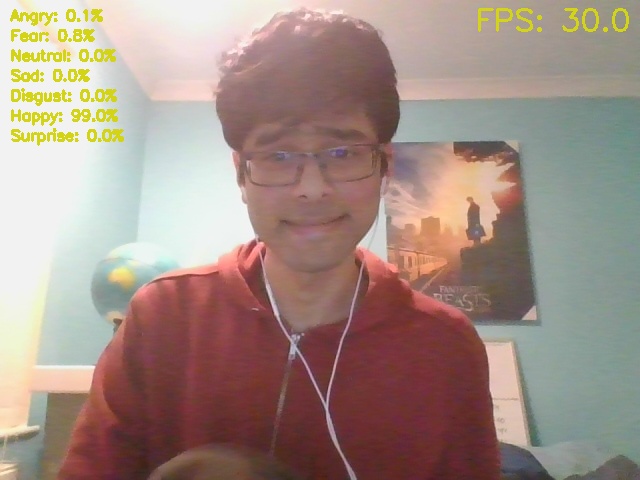 Angry: 0.1%
Fear: 0.8%
Neutral: 0.0%
Sad: 0.0%
Disgust: 0.0%
Happy: 99.0%
Surprise: 0.0%
FPS: 30.0
FANTASTIC
BEASTS